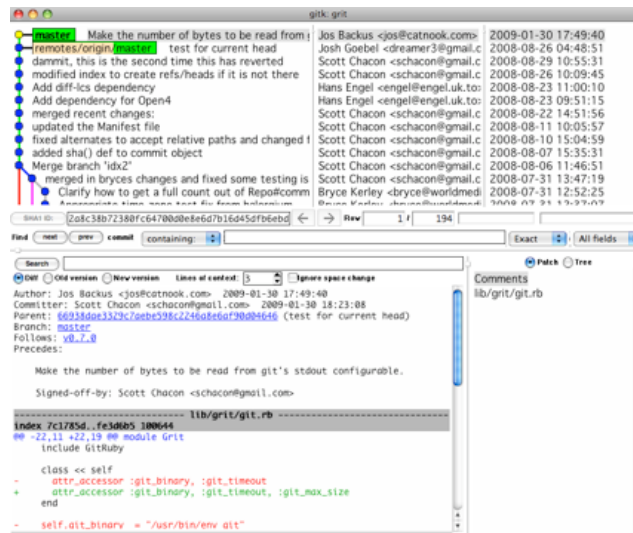 gitk: grit
master Make the number of bytes to be read from Jos Backus <jos@catnook.com> 2009-01-30 17:49:40
remotes/origin/master test for current head Josh Goebel <dreamer3@gmail.c 2008-08-26 04:48:51
dammit, this is the second time this has reverted Scott Chacon <schacon@gmail.c 2008-08-29 10:55:31
modified index to create refs/heads if it is not there Scott Chacon <schacon@gmail.c 2008-08-26 10:09:45
Add diff-lcs dependency Hans Engel <engel@engel.uk.to> 2008-08-23 11:00:10
Add dependency for Open4 Hans Engel <engel@engel.uk.to> 2008-08-23 09:51:15
merged recent changes: Scott Chacon <schacon@gmail.c 2008-08-22 14:51:56
updated the Manifest file Scott Chacon <schacon@gmail.c 2008-08-11 10:05:57
fixed alternates to accept relative paths and changed f Scott Chacon <schacon@gmail.c 2008-08-10 15:04:59
added sha() def to commit object Scott Chacon <schacon@gmail.c 2008-08-07 15:35:31
Merge branch 'idx2' Scott Chacon <schacon@gmail.c 2008-08-06 11:46:51
merged in bryces changes and fixed some testing is Scott Chacon <schacon@gmail.c 2008-07-31 13:47:19
Clarify how to get a full count out of Repo#comm Bryce Kerley <bryce@worldmedi 2008-07-31 12:52:25
SHA1 ID: Row 1 / 194
Find next prev commit containing: Exact All fields
Search Patch Tree
Diff Old version New version Lines of context: 3 Ignore space change
Comments
lib/grit/git.rb
Author: Jos Backus <jos@catnook.com> 2009-01-30 17:49:40
Committer: Scott Chacon <schacon@gmail.com> 2009-01-30 18:23:08
Parent: 66938dae3329c7aebe598c2246a8e6af90d04646 (test for current head)
Branch: master
Follows: v0.7.0
Precedes:
Make the number of bytes to be read from git's stdout configurable.
Signed-off-by: Scott Chacon <schacon@gmail.com>
lib/grit/git.rb
index 7c1785d..fe3d6b5 100644
@@ -22,11 +22,19 @@ module Grit
include GitRuby
class << self
- attr_accessor :git_binary, :git_timeout
+ attr_accessor :git_binary, :git_timeout, :git_max_size
end
- self.git_binary = "/usr/bin/env git"